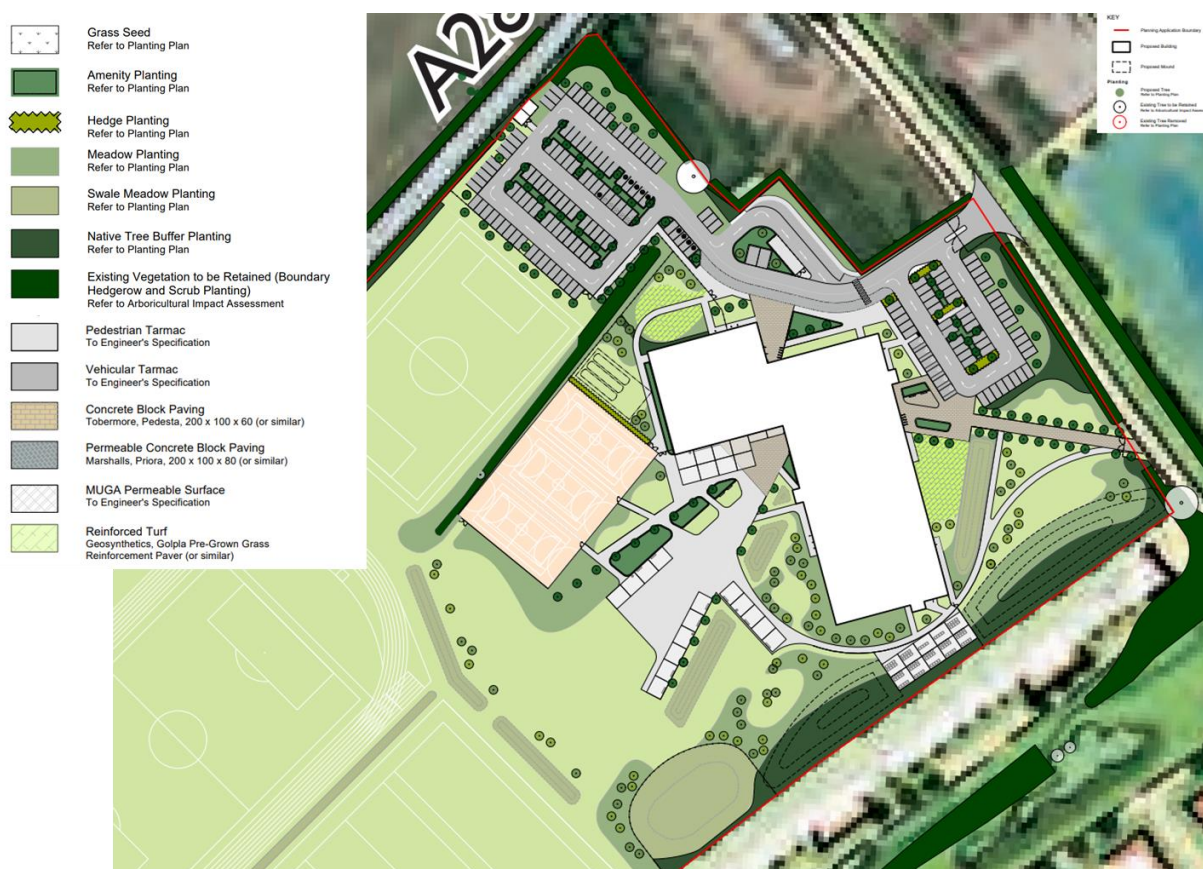 Grass Seed
Refer to Planting Plan
Amenity Planting
Refer to Planting Plan
Hedge Planting
Refer to Planting Plan
Meadow Planting
Refer to Planting Plan
Swale Meadow Planting
Refer to Planting Plan
Native Tree Buffer Planting
Refer to Planting Plan
Existing Vegetation to be Retained (Boundary
Hedgerow and Scrub Planting)
Refer to Arboricultural Impact Assessment
Pedestrian Tarmac
To Engineer's Specification
Vehicular Tarmac
To Engineer's Specification
Concrete Block Paving
Tobermore, Pedesta, 200 x 100 x 60 (or similar)
Permeable Concrete Block Paving
Marshalls, Priora, 200 x 100 x 80 (or similar)
MUGA Permeable Surface
To Engineer's Specification
Reinforced Turf
Geosynthetics, Golpla Pre-Grown Grass
Reinforcement Paver (or similar)
KEY
Planning Application Boundary
Proposed Building
Proposed Mound
Planting
Proposed Tree
Refer to Planting Plan
Existing Tree to be Retained
Refer to Arboricultural Impact
Existing Tree Removed
Refer to Planting Plan